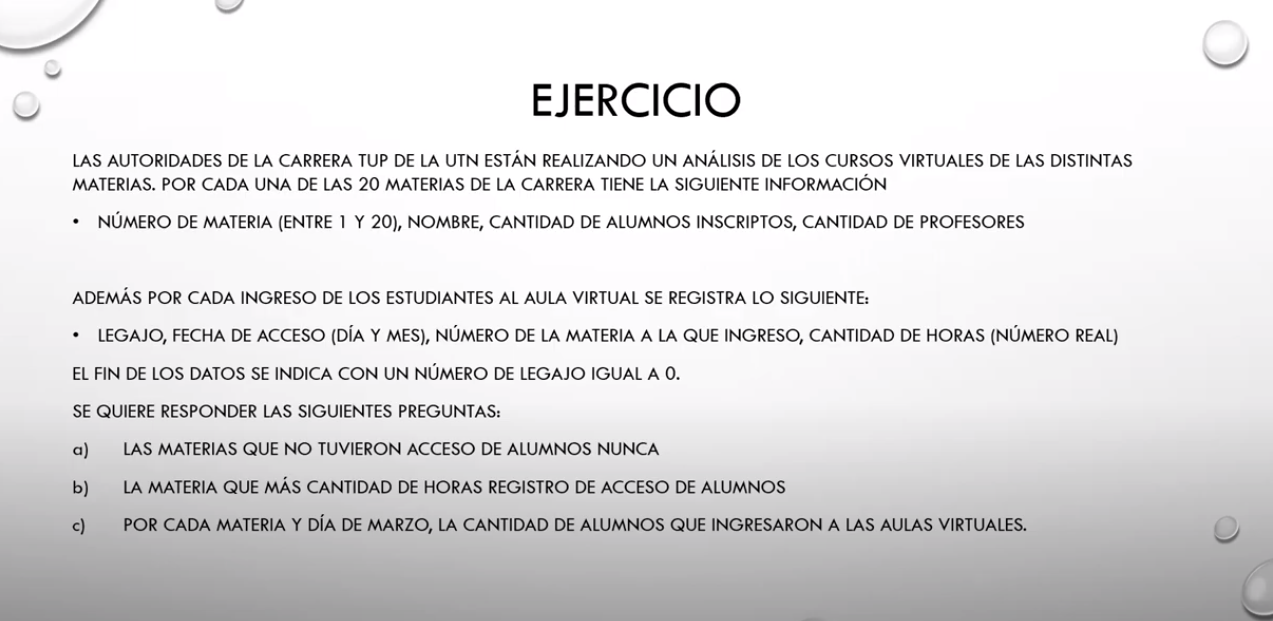 EJERCICIO
LAS AUTORIDADES DE LA CARRERA TUP DE LA UTN ESTÁN REALIZANDO UN ANÁLISIS DE LOS CURSOS VIRTUALES DE LAS DISTINTAS
MATERIAS. POR CADA UNA DE LAS 20 MATERIAS DE LA CARRERA TIENE LA SIGUIENTE INFORMACIÓN
• NÚMERO DE MATERIA (ENTRE 1 Y 20), NOMBRE, CANTIDAD DE ALUMNOS INSCRIPTOS, CANTIDAD DE PROFESORES
ADEMÁS POR CADA INGRESO DE LOS ESTUDIANTES AL AULA VIRTUAL SE REGISTRA LO SIGUIENTE:
• LEGAJO, FECHA DE ACCESO (DÍA Y MES), NÚMERO DE LA MATERIA A LA QUE INGRESO, CANTIDAD DE HORAS (NÚMERO REAL)
EL FIN DE LOS DATOS SE INDICA CON UN NÚMERO DE LEGAJO IGUAL A 0.
SE QUIERE RESPONDER LAS SIGUIENTES PREGUNTAS:
a) LAS MATERIAS QUE NO TUVIERON ACCESO DE ALUMNOS NUNCA
b) LA MATERIA QUE MÁS CANTIDAD DE HORAS REGISTRO DE ACCESO DE ALUMNOS
c) POR CADA MATERIA Y DÍA DE MARZO, LA CANTIDAD DE ALUMNOS QUE INGRESARON A LAS AULAS VIRTUALES.